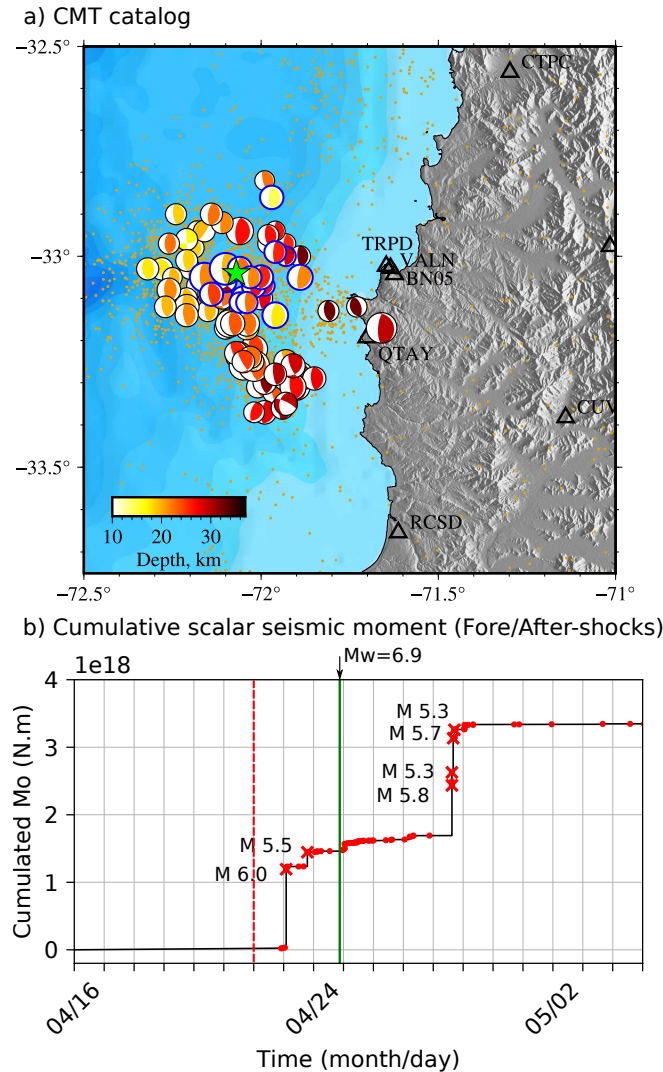 a) CMT catalog
−32.5°
CTPC
−33°
TRPD
VALN
BN05
QTAY
−33.5°
RCSD
10 20 30
Depth, km
−72.5° −72° −71.5° −71°
b) Cumulative scalar seismic moment (Fore/After-shocks)
1e18
Mw=6.9
4
M 5.3
M 5.7
3
M 5.3
M 5.8
2
M 5.5
M 6.0
1
0
Cumulated Mo (N.m)
04/16 04/24 05/02
Time (month/day)